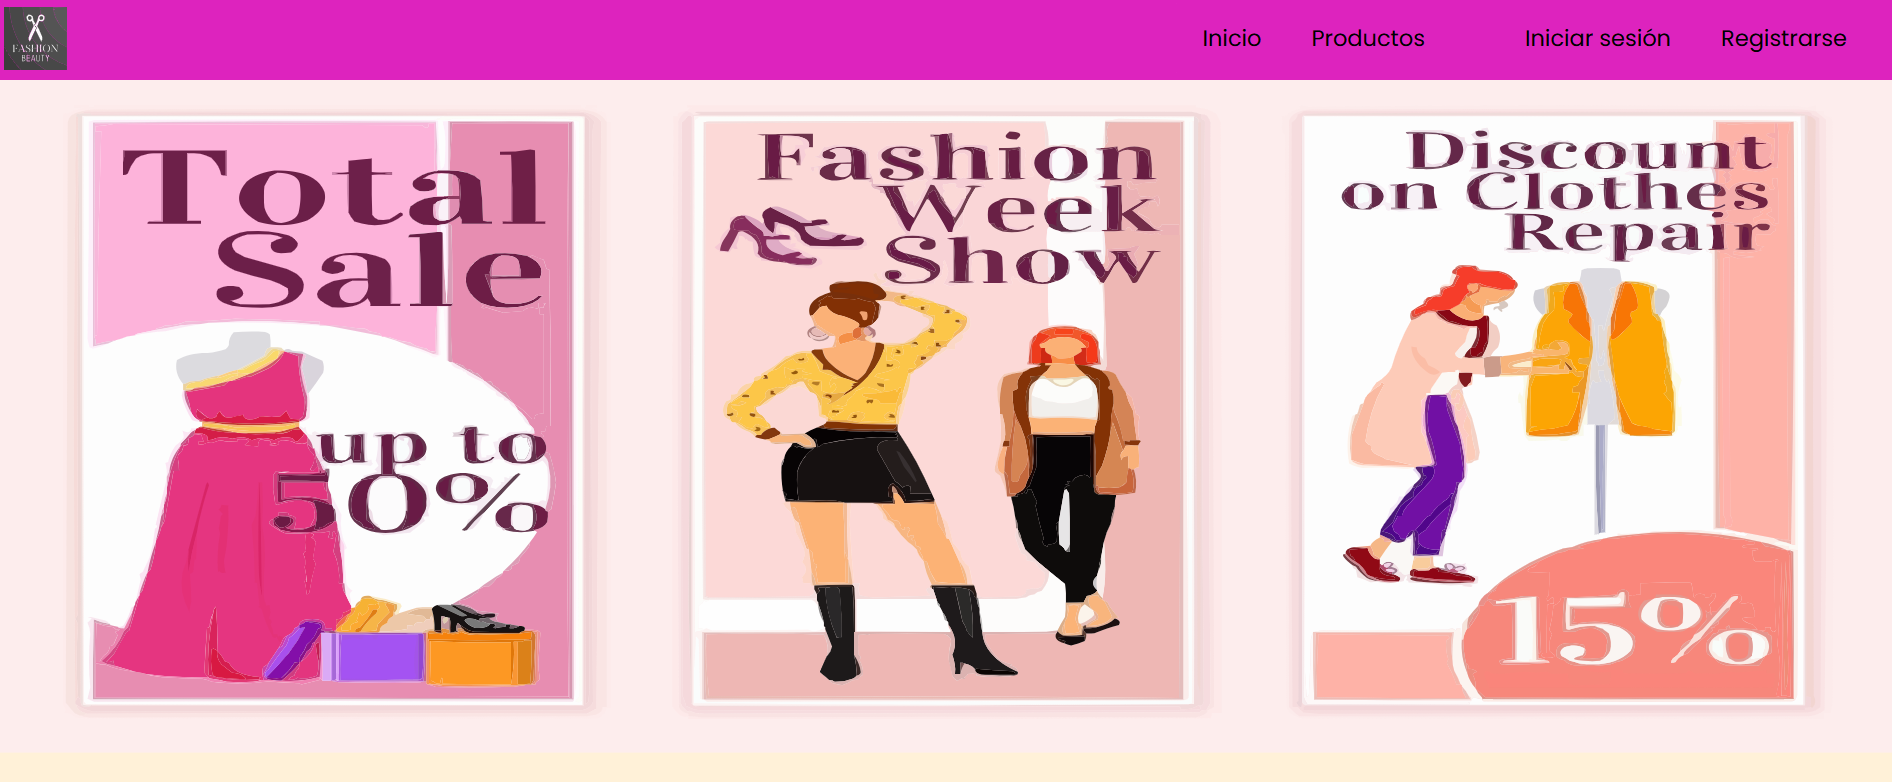 FASHION
BEAUTY
Inicio
Productos
Iniciar sesión
Registrarse
Total
Sale
up to
50%
Fashion
Week
Show
Discount
on Clothes
Repair
15%